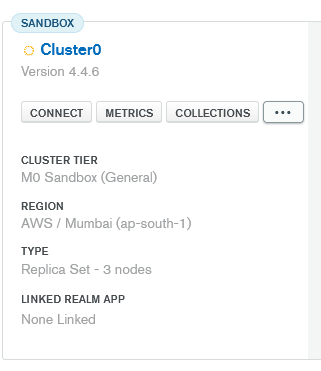 SANDBOX
Cluster0
Version 4.4.6
CONNECT METRICS COLLECTIONS ...
CLUSTER TIER
M0 Sandbox (General)
REGION
AWS / Mumbai (ap-south-1)
TYPE
Replica Set - 3 nodes
LINKED REALM APP
None Linked